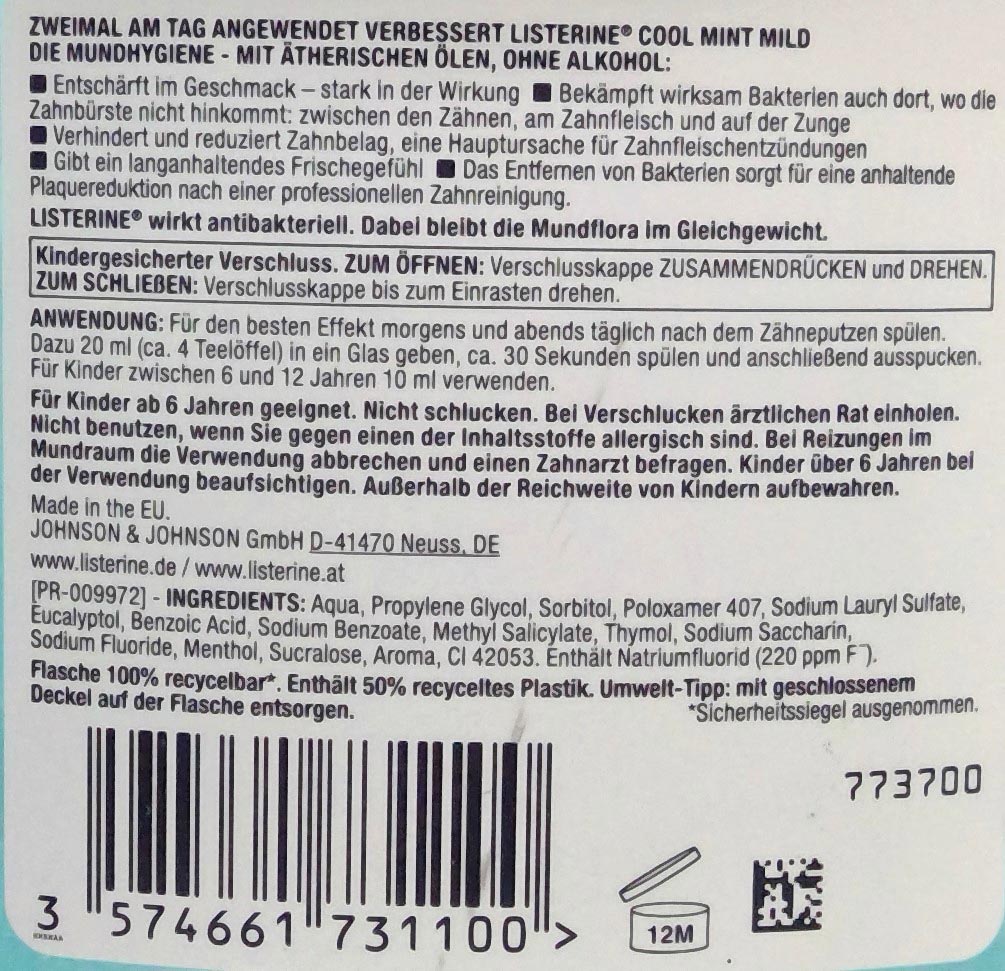 ZWEIMAL AM TAG ANGEWENDET VERBESSERT LISTERINE® COOL MINT MILD
DIE MUNDHYGIENE - MIT ÄTHERISCHEN ÖLEN, OHNE ALKOHOL:
■ Entschärft im Geschmack – stark in der Wirkung ■ Bekämpft wirksam Bakterien auch dort, wo die
Zahnbürste nicht hinkommt: zwischen den Zähnen, am Zahnfleisch und auf der Zunge
■ Verhindert und reduziert Zahnbelag, eine Hauptursache für Zahnfleischentzündungen
■ Gibt ein langanhaltendes Frischegefühl ■ Das Entfernen von Bakterien sorgt für eine anhaltende
Plaquereduktion nach einer professionellen Zahnreinigung.
LISTERINE® wirkt antibakteriell. Dabei bleibt die Mundflora im Gleichgewicht.
Kindergesicherter Verschluss. ZUM ÖFFNEN: Verschlusskappe ZUSAMMENDRÜCKEN und DREHEN.
ZUM SCHLIEßEN: Verschlusskappe bis zum Einrasten drehen.
ANWENDUNG: Für den besten Effekt morgens und abends täglich nach dem Zähneputzen spülen.
Dazu 20 ml (ca. 4 Teelöffel) in ein Glas geben, ca. 30 Sekunden spülen und anschließend ausspucken.
Für Kinder zwischen 6 und 12 Jahren 10 ml verwenden.
Für Kinder ab 6 Jahren geeignet. Nicht schlucken. Bei Verschlucken ärztlichen Rat einholen.
Nicht benutzen, wenn Sie gegen einen der Inhaltsstoffe allergisch sind. Bei Reizungen im
Mundraum die Verwendung abbrechen und einen Zahnarzt befragen. Kinder über 6 Jahren bei
der Verwendung beaufsichtigen. Außerhalb der Reichweite von Kindern aufbewahren.
Made in the EU.
JOHNSON & JOHNSON GmbH D-41470 Neuss, DE
www.listerine.de / www.listerine.at
[PR-009972] - INGREDIENTS: Aqua, Propylene Glycol, Sorbitol, Poloxamer 407, Sodium Lauryl Sulfate,
Eucalyptol, Benzoic Acid, Sodium Benzoate, Methyl Salicylate, Thymol, Sodium Saccharin,
Sodium Fluoride, Menthol, Sucralose, Aroma, CI 42053. Enthält Natriumfluorid (220 ppm F⁻).
Flasche 100% recycelbar*. Enthält 50% recyceltes Plastik. Umwelt-Tipp: mit geschlossenem
Deckel auf der Flasche entsorgen.
*Sicherheitssiegel ausgenommen.
773700
3 574661 731100 >
12M